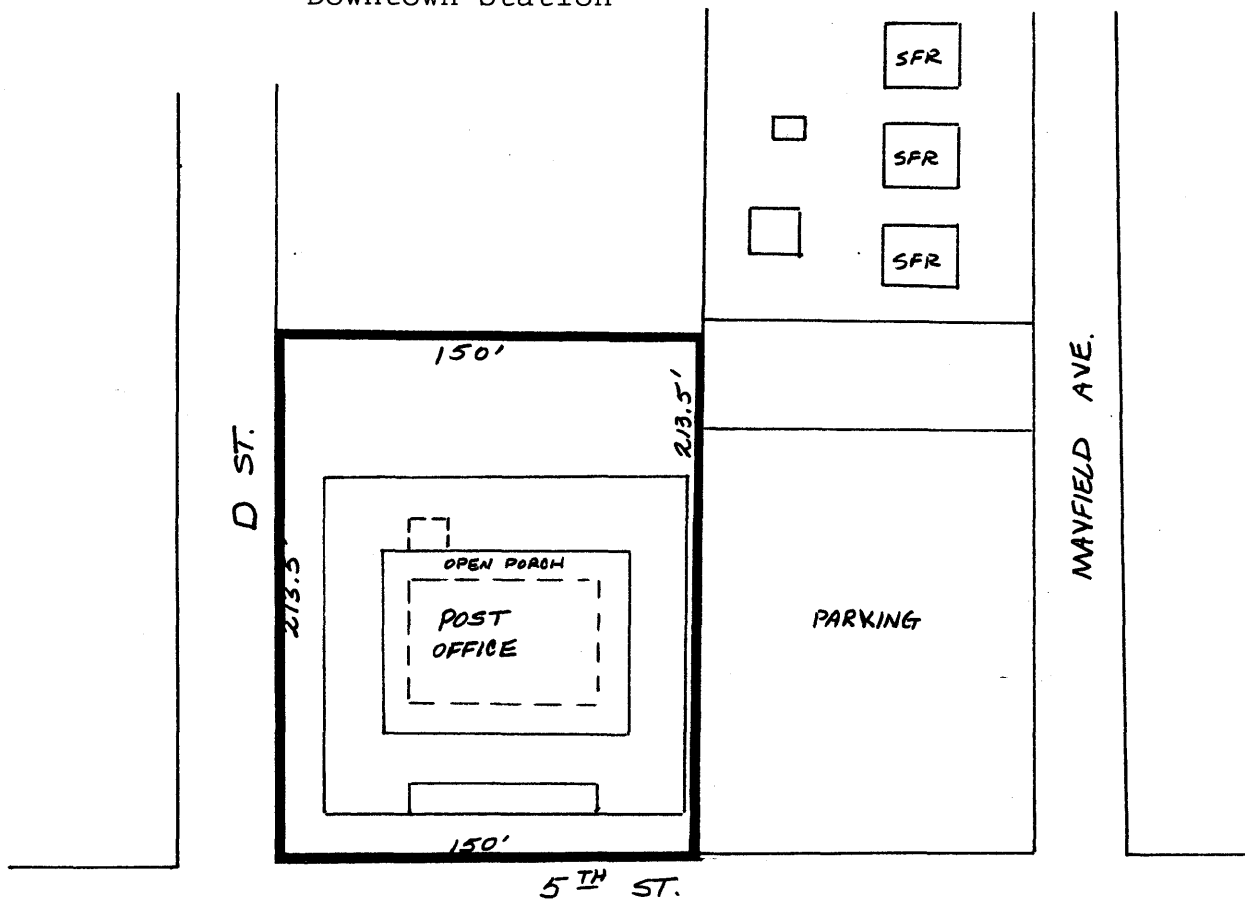 Downtown Station
SFR
SFR
SFR
150'
213.5'
D ST.
MAYFIELD AVE.
OPEN PORCH
POST
OFFICE
213.5'
PARKING
150'
5TH ST.